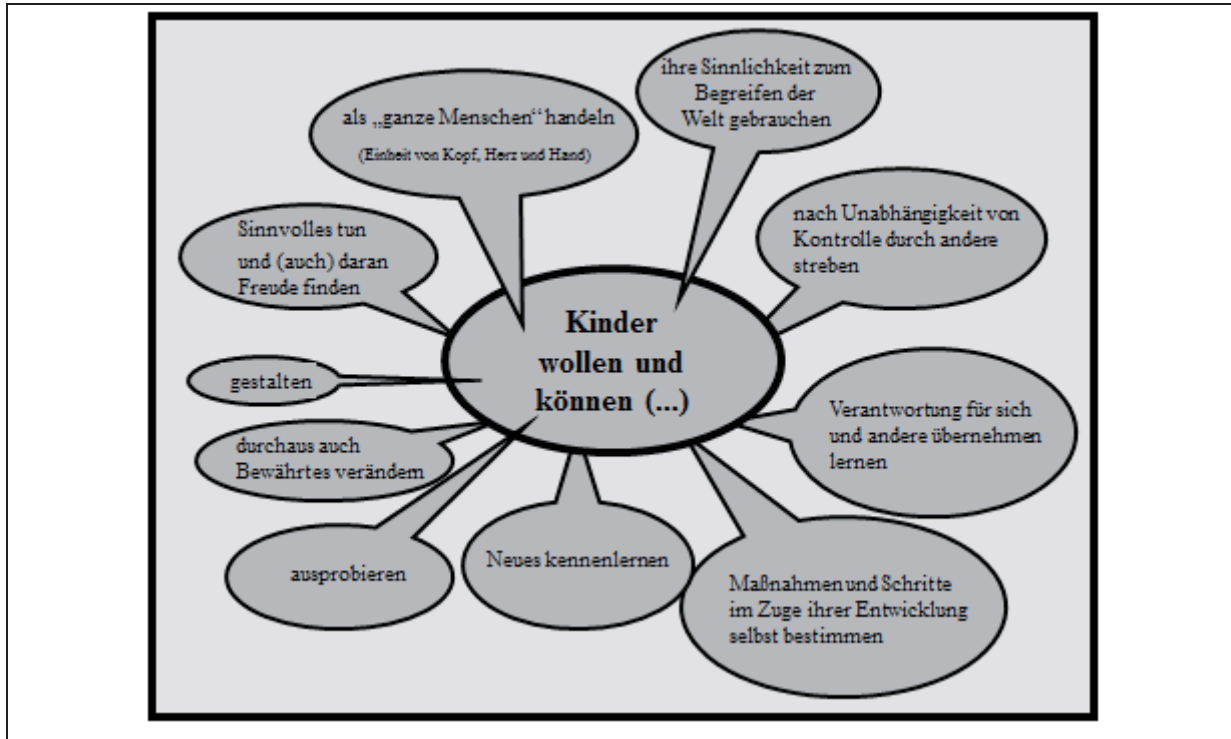 ihre Sinnlichkeit zum
Begreifen der
Welt gebrauchen
als „ganze Menschen“ handeln
(Einheit von Kopf, Herz und Hand)
nach Unabhängigkeit von
Kontrolle durch andere
streben
Sinnvolles tun
und (auch) daran
Freude finden
Kinder
wollen und
können (...)
gestalten
Verantwortung für sich
und andere übernehmen
lernen
durchaus auch
Bewährtes verändern
ausprobieren
Neues kennenlernen
Maßnahmen und Schritte
im Zuge ihrer Entwicklung
selbst bestimmen